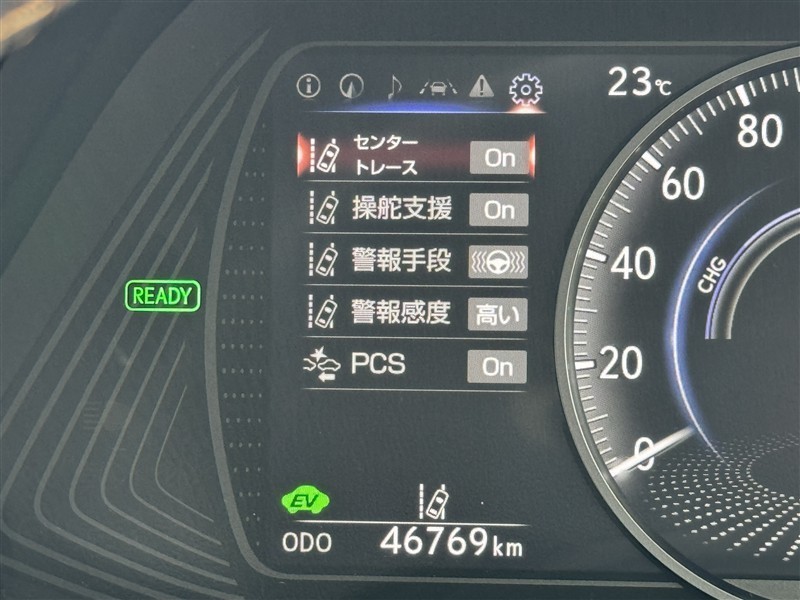 23℃
センター
トレース On
操舵支援 On
警報手段
警報感度 高い
PCS On
READY
EV
ODO 46769km
80
60
40
20
0
CHG